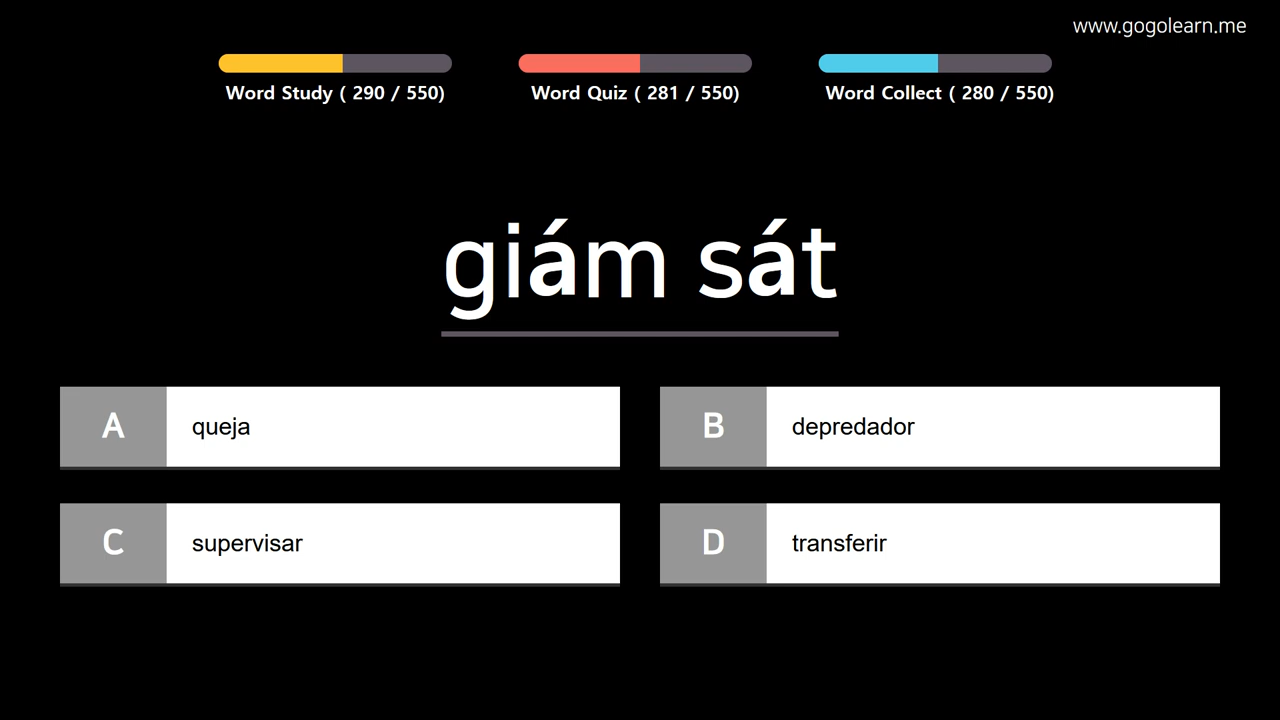 www.gogolearn.me
Word Study ( 290 / 550)
Word Quiz ( 281 / 550)
Word Collect ( 280 / 550)
giám sát
A queja
B depredador
C supervisar
D transferir